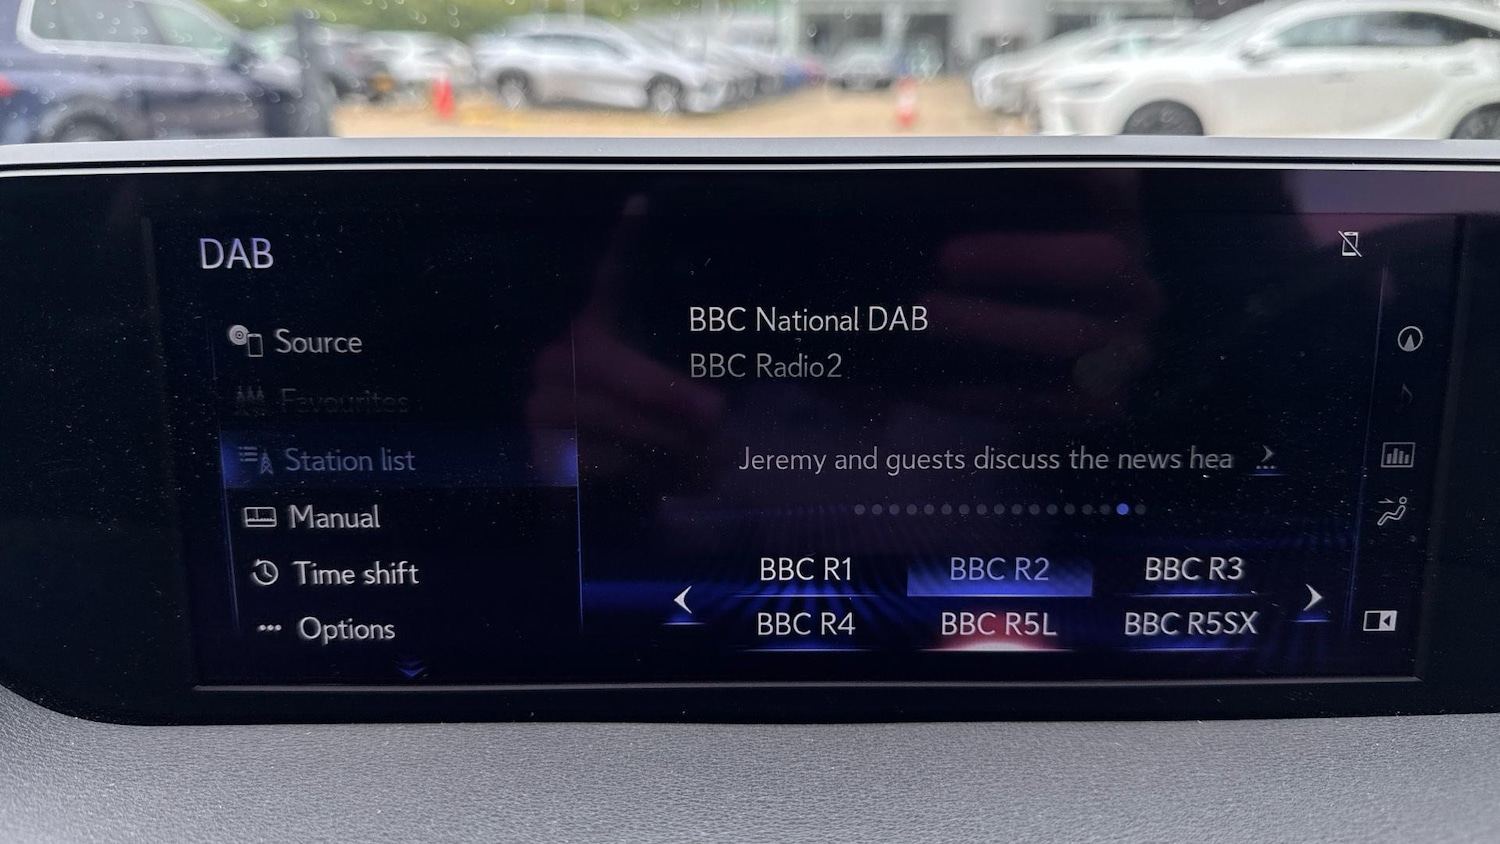 DAB
Source
Favourites
Station list
Manual
Time shift
Options
BBC National DAB
BBC Radio2
Jeremy and guests discuss the news hea
BBC R1
BBC R2
BBC R3
BBC R4
BBC R5L
BBC R5SX